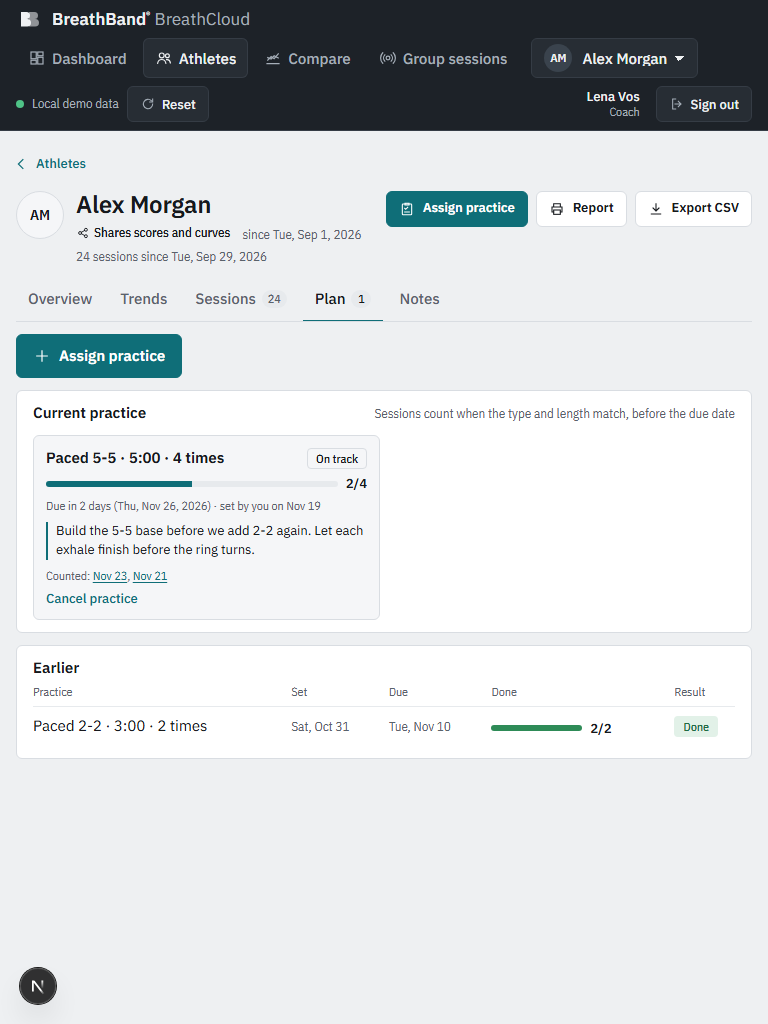 BreathBand® BreathCloud
Dashboard
Athletes
Compare
Group sessions
AM
Alex Morgan
Local demo data
Reset
Lena Vos
Coach
Sign out
Athletes
AM
Alex Morgan
Shares scores and curves
since Tue, Sep 1, 2026
24 sessions since Tue, Sep 29, 2026
Assign practice
Report
Export CSV
Overview
Trends
Sessions 24
Plan 1
Notes
Assign practice
Current practice
Sessions count when the type and length match, before the due date
Paced 5-5 · 5:00 · 4 times
On track
2/4
Due in 2 days (Thu, Nov 26, 2026) · set by you on Nov 19
Build the 5-5 base before we add 2-2 again. Let each
exhale finish before the ring turns.
Counted: Nov 23, Nov 21
Cancel practice
Earlier
Practice Set Due Done Result
Paced 2-2 · 3:00 · 2 times Sat, Oct 31 Tue, Nov 10 2/2 Done
N